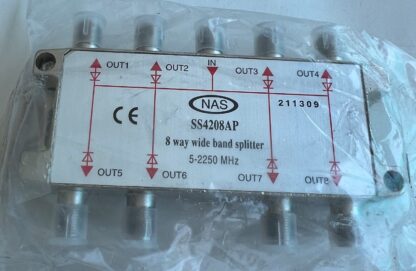 OUT1 OUT2 IN OUT3 OUT4
NAS 211309
CE SS4208AP
8 way wide band splitter
5-2250 MHz
OUT5 OUT6 OUT7 OUT8